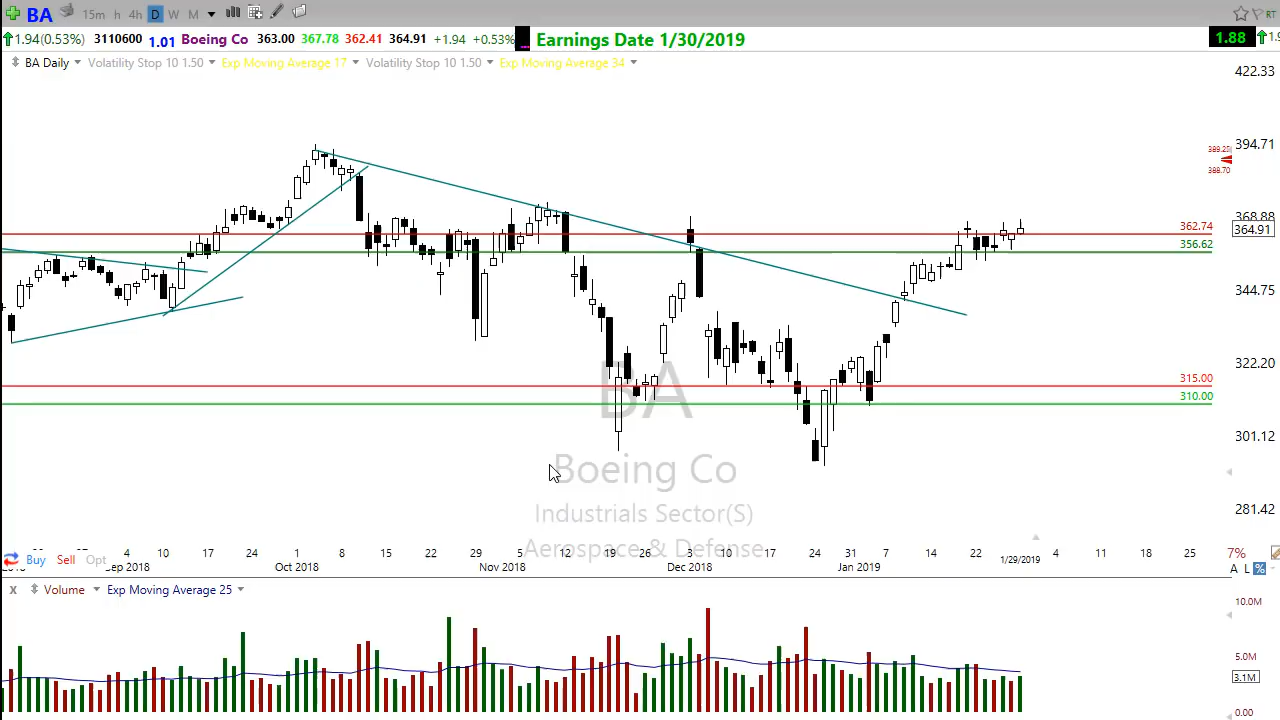 BA 15m h 4h D W M RT
1.94(0.53%) 3110600 1.01 Boeing Co 363.00 367.78 362.41 364.91 +1.94 +0.53% Earnings Date 1/30/2019 1.88
BA Daily Volatility Stop 10 1.50 Exp Moving Average 17 Volatility Stop 10 1.50 Exp Moving Average 34
422.33
394.71
389.25
388.70
368.88
362.74
364.91
356.62
344.75
322.20
315.00
310.00
301.12
281.42
BA
Boeing Co
Industrials Sector(S)
Aerospace & Defense
4 10 17 24 1 8 15 22 29 5 12 19 26 3 10 17 24 31 7 14 22 1/29/2019 4 11 18 25 7%
Buy Sell Opt
Sep 2018 Oct 2018 Nov 2018 Dec 2018 Jan 2019 A L %
X Volume Exp Moving Average 25
10.0M
5.0M
3.1M
0.00